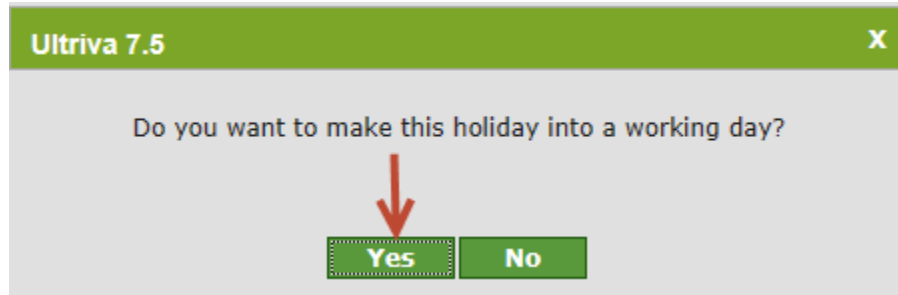 Ultriva 7.5 x
Do you want to make this holiday into a working day?
Yes No